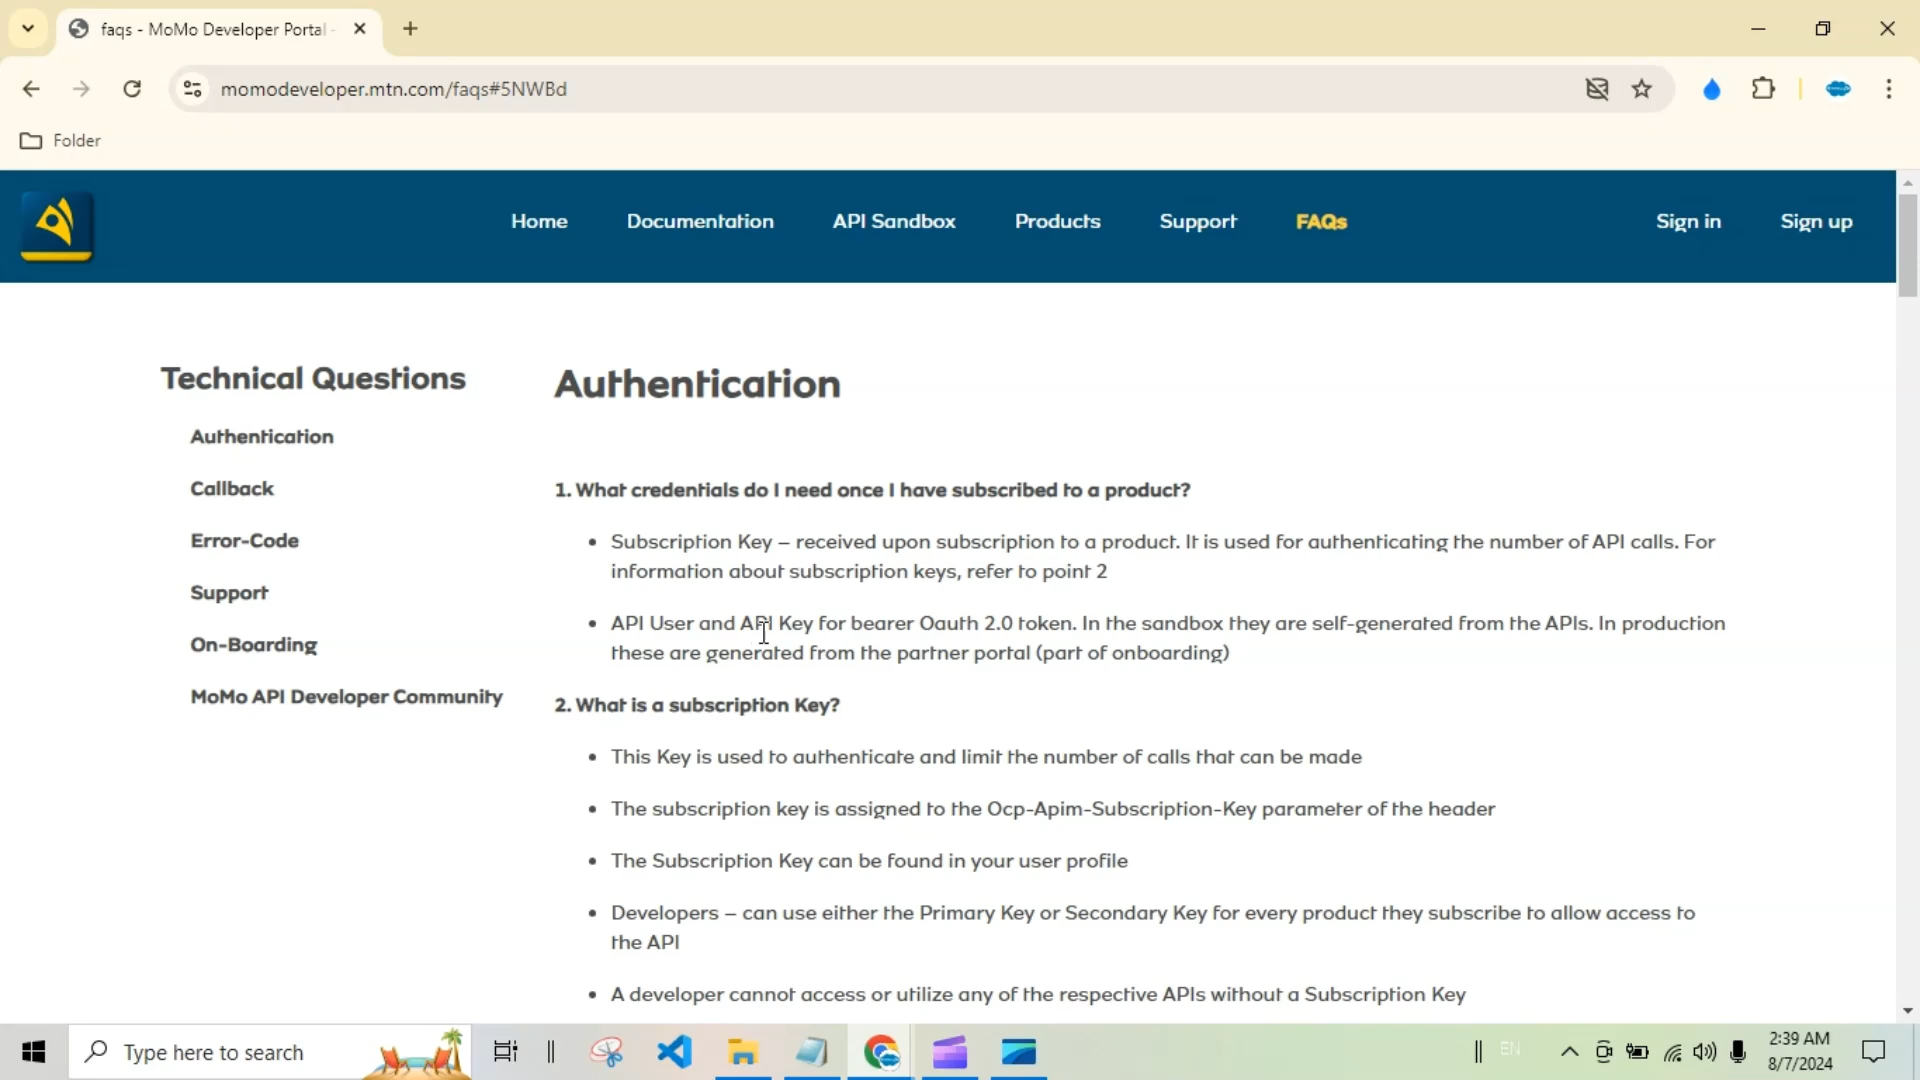 faqs - MoMo Developer Portal -
momodeveloper.mtn.com/faqs#5NWBd
Folder
Home
Documentation
API Sandbox
Products
Support
FAQs
Sign in
Sign up
Technical Questions
Authentication
Callback
Error-Code
Support
On-Boarding
MoMo API Developer Community
Authentication
1. What credentials do I need once I have subscribed to a product?
• Subscription Key – received upon subscription to a product. It is used for authenticating the number of API calls. For
information about subscription keys, refer to point 2
• API User and API Key for bearer Oauth 2.0 token. In the sandbox they are self-generated from the APIs. In production
these are generated from the partner portal (part of onboarding)
2. What is a subscription Key?
• This Key is used to authenticate and limit the number of calls that can be made
• The subscription key is assigned to the Ocp-Apim-Subscription-Key parameter of the header
• The Subscription Key can be found in your user profile
• Developers – can use either the Primary Key or Secondary Key for every product they subscribe to allow access to
the API
• A developer cannot access or utilize any of the respective APIs without a Subscription Key
Type here to search
EN
2:39 AM
8/7/2024